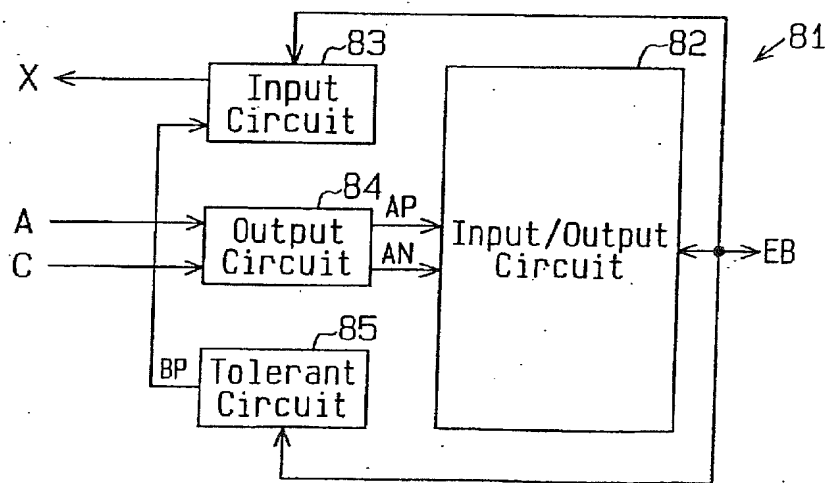 83
82
81
X
Input
Circuit
84
A
AP
Output
Circuit
Input/Output
Circuit
C
AN
EB
85
BP
Tolerant
Circuit